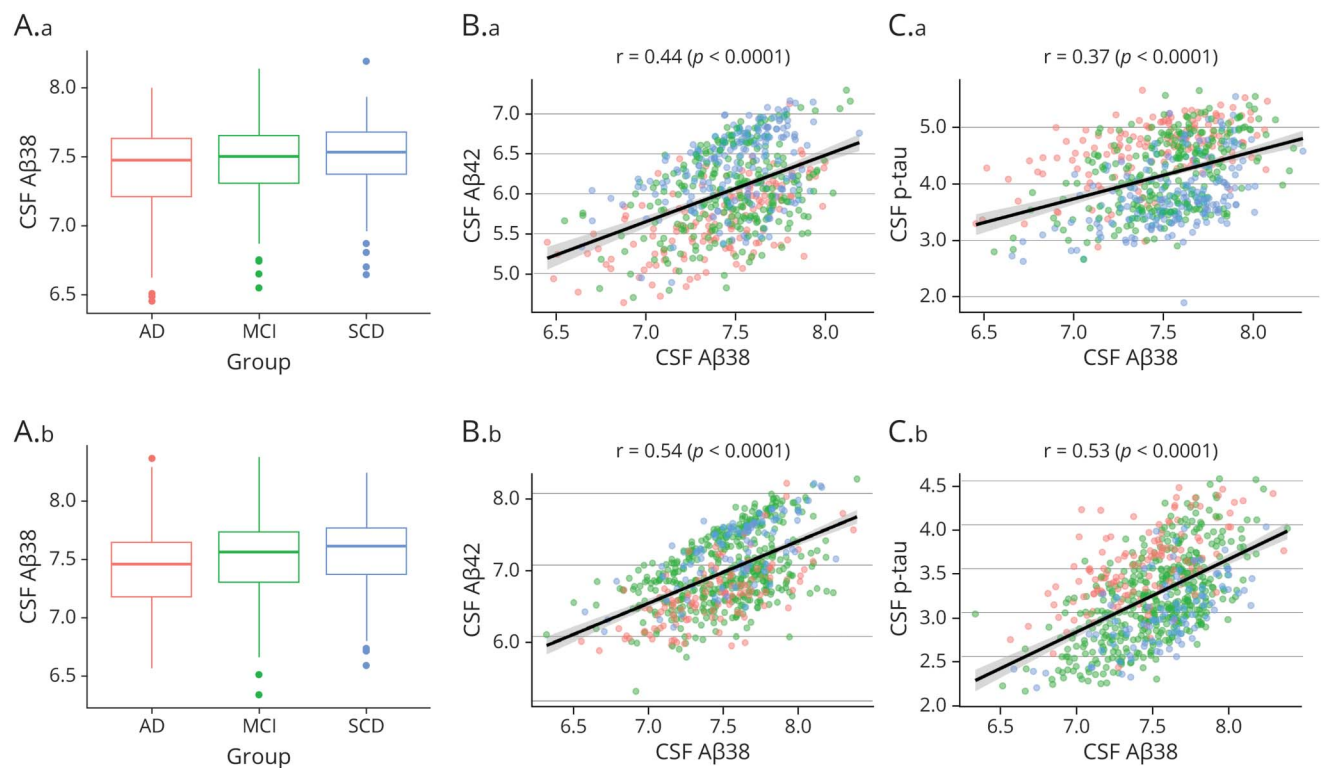 A.a
CSF Aβ38
8.0
7.5
7.0
6.5
AD MCI SCD
Group
B.a
r = 0.44 (p < 0.0001)
CSF Aβ42
7.0
6.5
6.0
5.5
5.0
6.5 7.0 7.5 8.0
CSF Aβ38
C.a
r = 0.37 (p < 0.0001)
CSF p-tau
5.0
4.0
3.0
2.0
6.5 7.0 7.5 8.0
CSF Aβ38
A.b
CSF Aβ38
8.0
7.5
7.0
6.5
AD MCI SCD
Group
B.b
r = 0.54 (p < 0.0001)
CSF Aβ42
8.0
7.0
6.0
6.5 7.0 7.5 8.0
CSF Aβ38
C.b
r = 0.53 (p < 0.0001)
CSF p-tau
4.5
4.0
3.5
3.0
2.5
2.0
6.5 7.0 7.5 8.0
CSF Aβ38